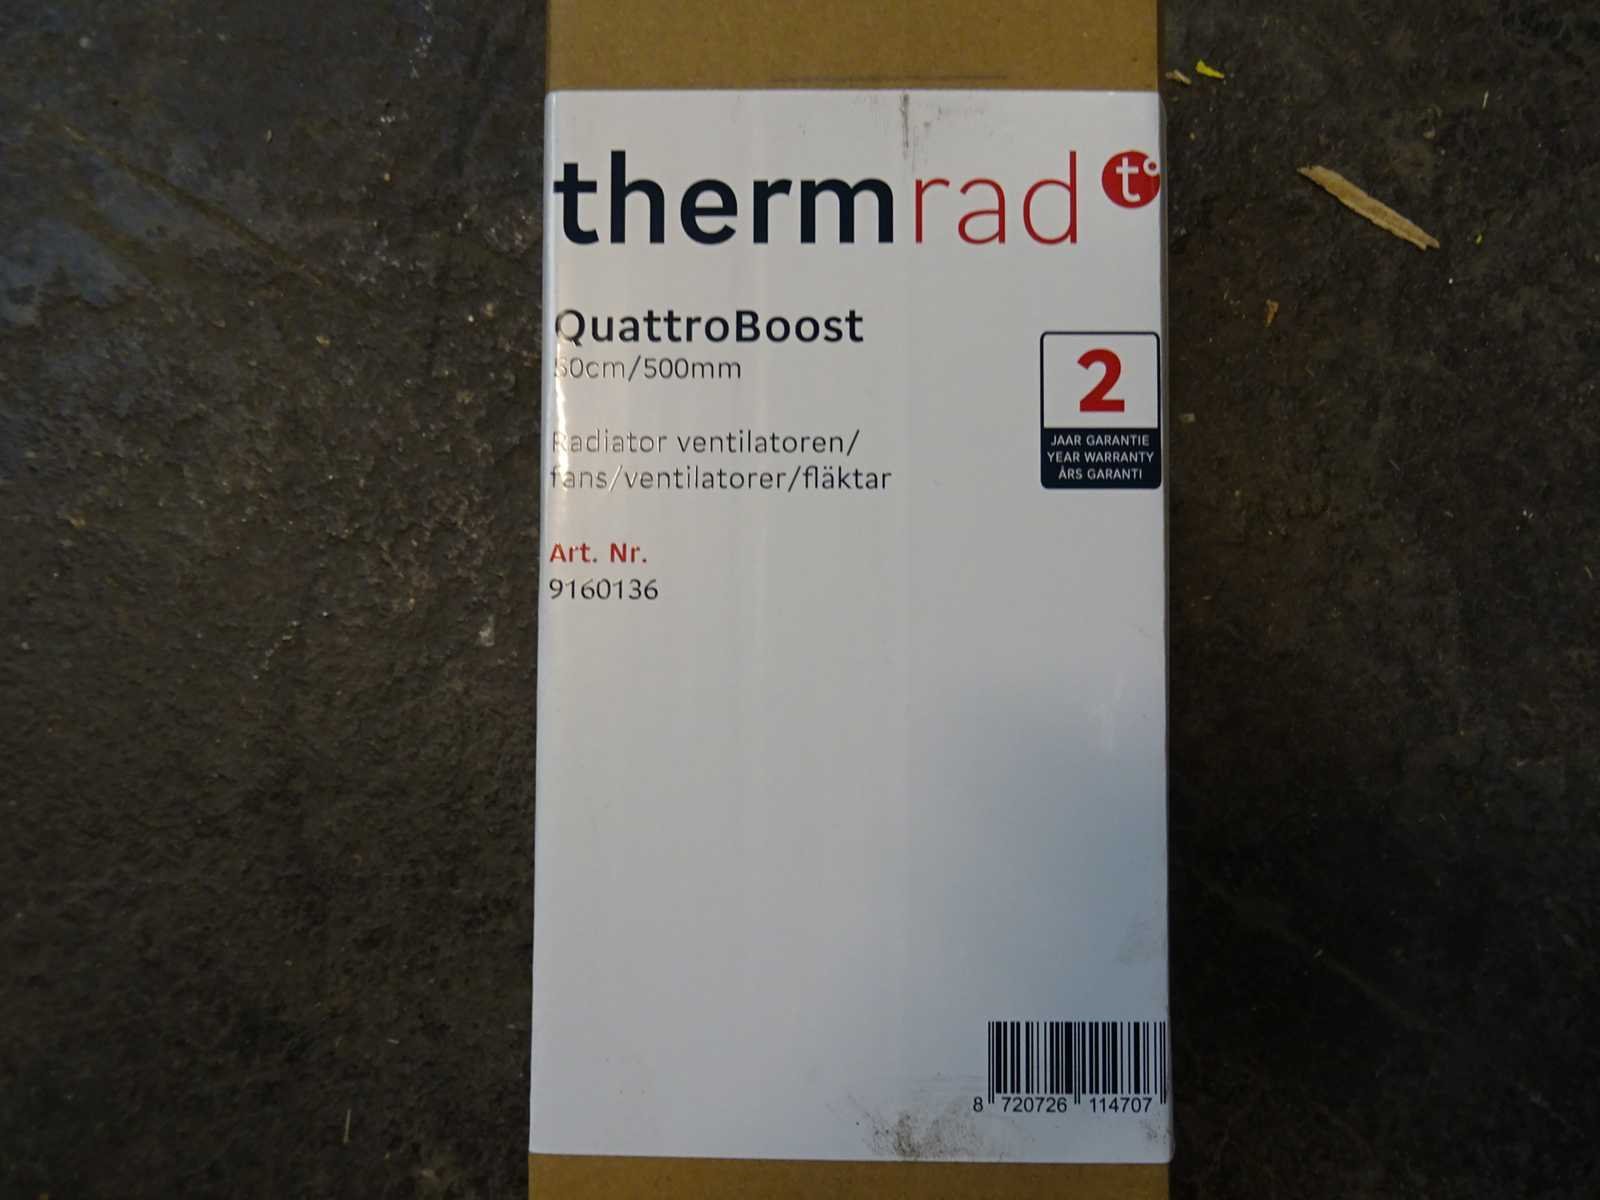 thermrad t°
QuattroBoost
50cm/500mm
Radiator ventilatoren/
fans/ventilatorer/fläktar
2
JAAR GARANTIE
YEAR WARRANTY
ÅRS GARANTI
Art. Nr.
9160136
8 720726 114707